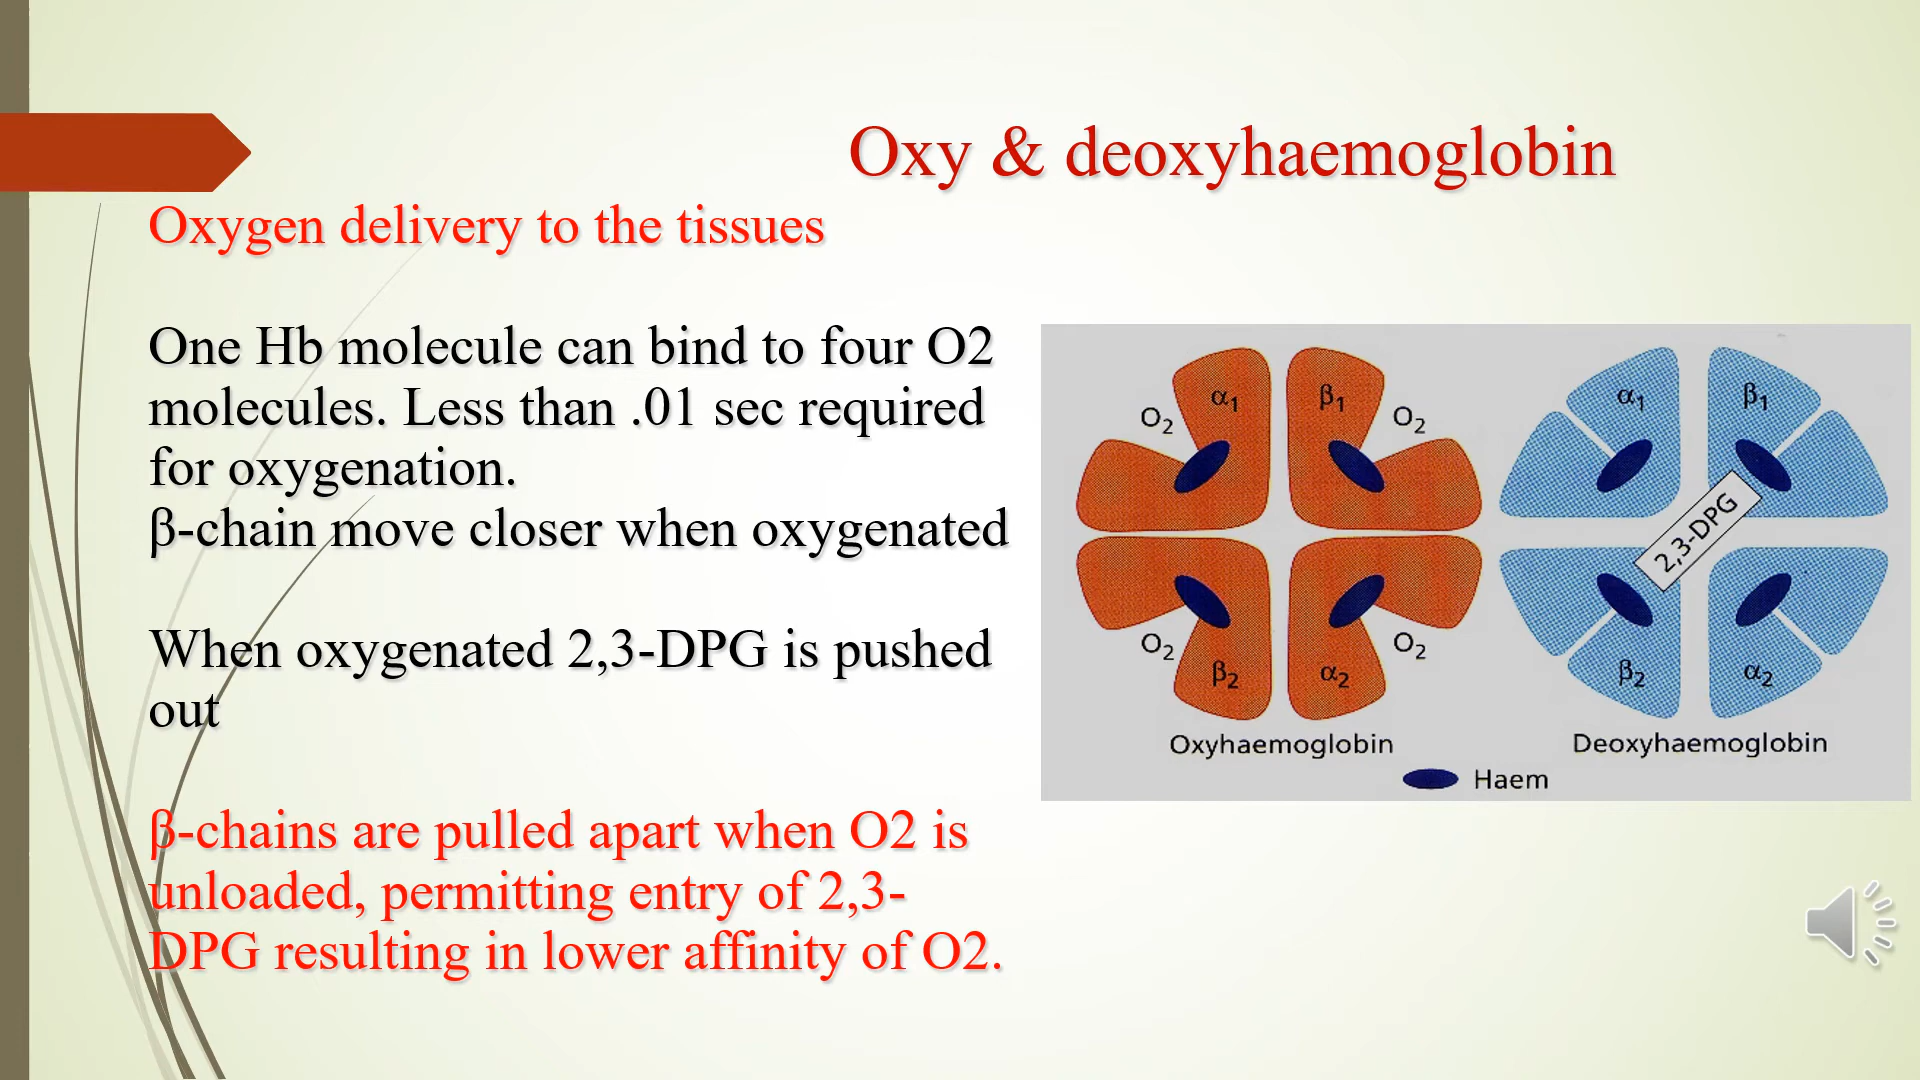 Oxy & deoxyhaemoglobin
Oxygen delivery to the tissues
One Hb molecule can bind to four O2
molecules. Less than .01 sec required
for oxygenation.
β-chain move closer when oxygenated
When oxygenated 2,3-DPG is pushed
out
β-chains are pulled apart when O2 is
unloaded, permitting entry of 2,3-
DPG resulting in lower affinity of O2.
α1 β1
O2 O2
O2 O2
β2 α2
Oxyhaemoglobin
α1 β1
2,3-DPG
β2 α2
Deoxyhaemoglobin
Haem